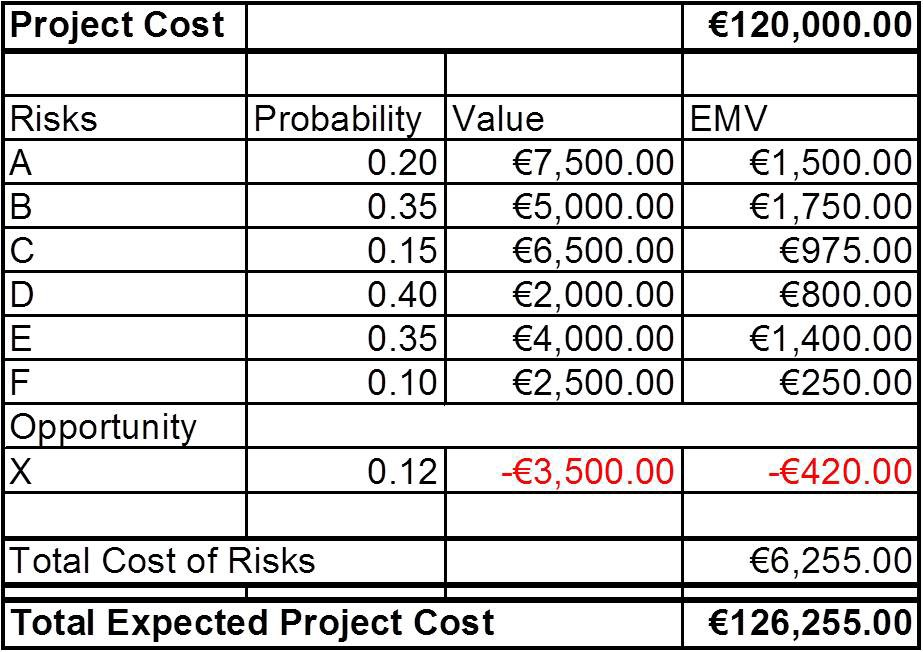 Project Cost €120,000.00
Risks Probability Value EMV
A 0.20 €7,500.00 €1,500.00
B 0.35 €5,000.00 €1,750.00
C 0.15 €6,500.00 €975.00
D 0.40 €2,000.00 €800.00
E 0.35 €4,000.00 €1,400.00
F 0.10 €2,500.00 €250.00
Opportunity
X 0.12 -€3,500.00 -€420.00
Total Cost of Risks €6,255.00
Total Expected Project Cost €126,255.00